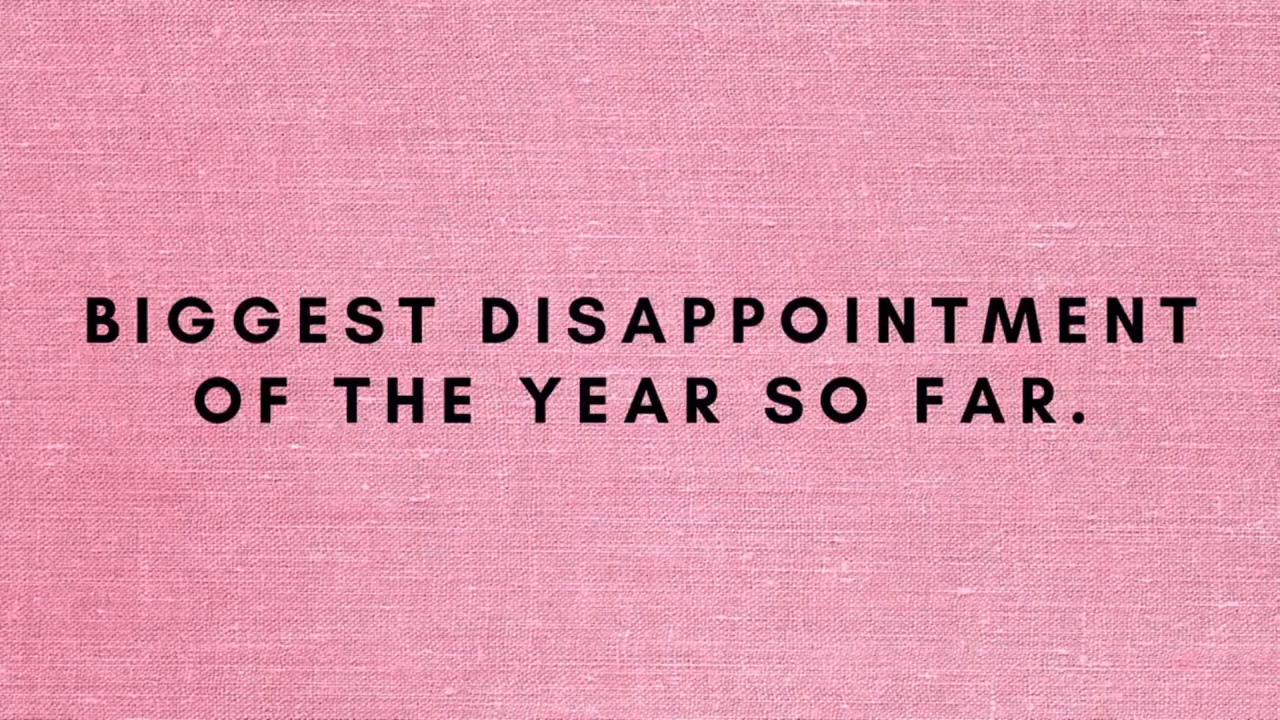 BIGGEST DISAPPOINTMENT
OF THE YEAR SO FAR.